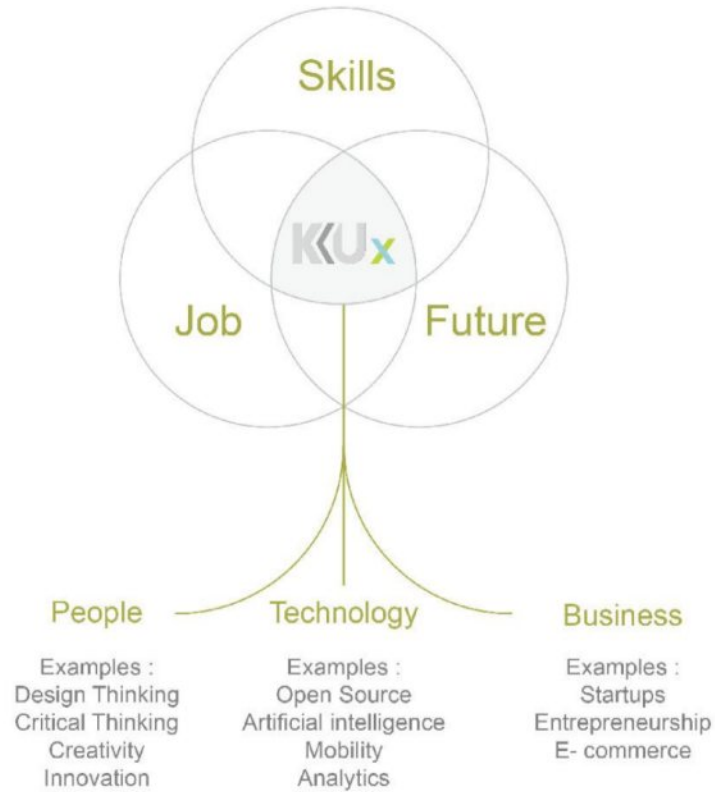 Skills
KKUx
Job
Future
People
Technology
Business
Examples :
Design Thinking
Critical Thinking
Creativity
Innovation
Examples :
Open Source
Artificial intelligence
Mobility
Analytics
Examples :
Startups
Entrepreneurship
E- commerce